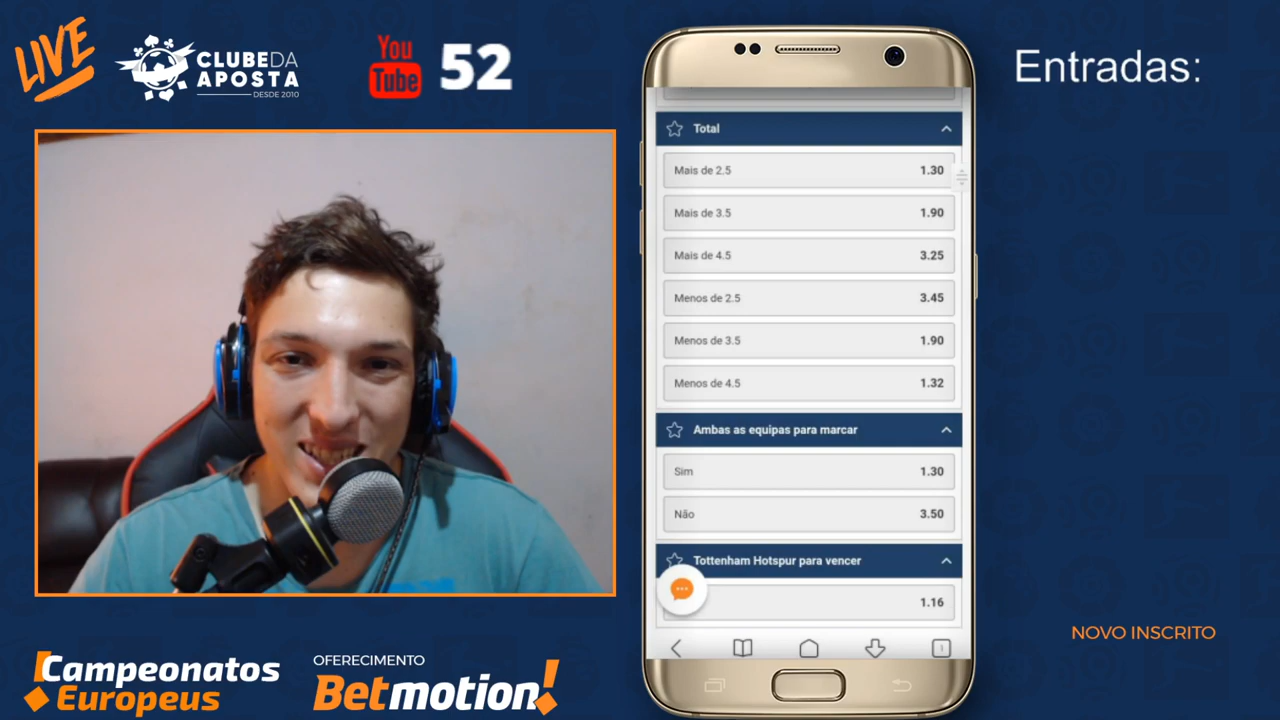 LIVE
CLUBEDA
APOSTA
DESDE 2010
You
Tube
52
Entradas:
Total
Mais de 2.5 1.30
Mais de 3.5 1.90
Mais de 4.5 3.25
Menos de 2.5 3.45
Menos de 3.5 1.90
Menos de 4.5 1.32
Ambas as equipas para marcar
Sim 1.30
Não 3.50
Tottenham Hotspur para vencer
1.16
1
NOVO INSCRITO
Campeonatos
Europeus
OFERECIMENTO
Betmotion!